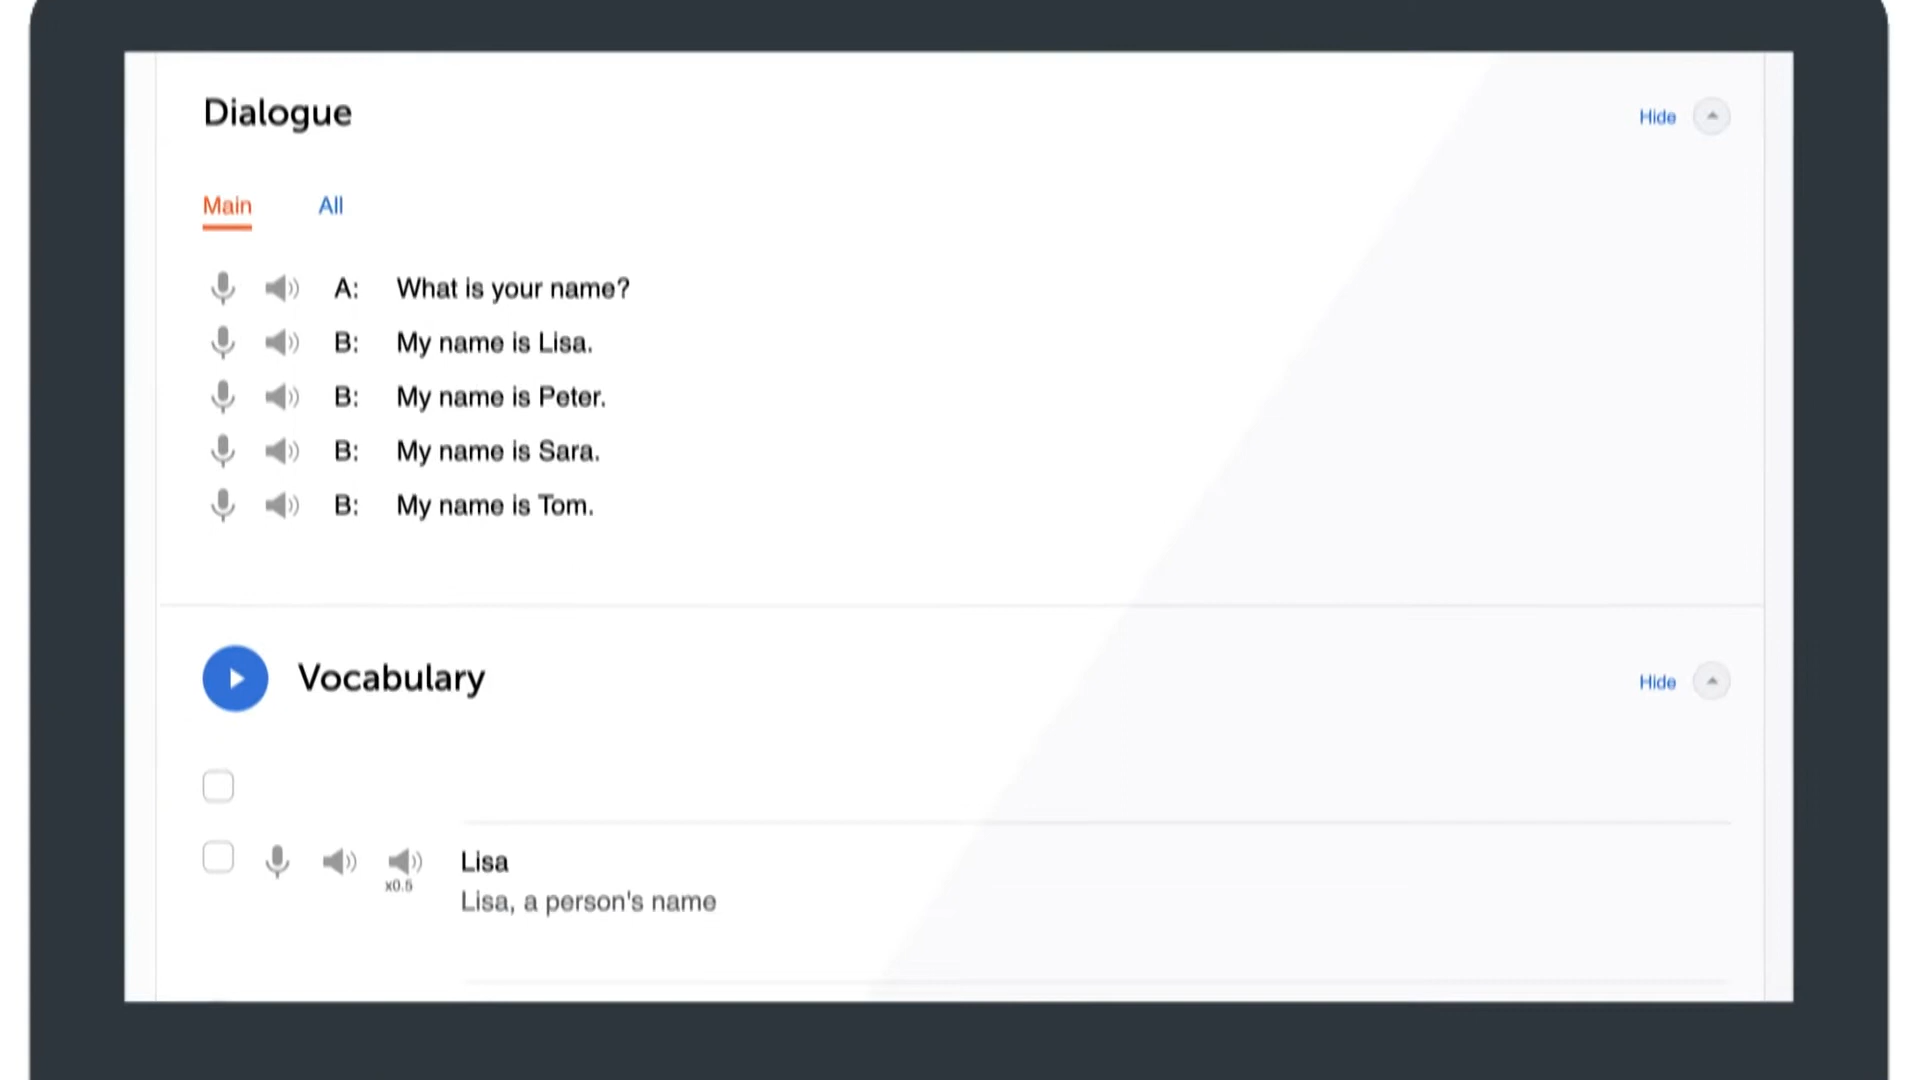 Dialogue
Hide
Main All
A: What is your name?
B: My name is Lisa.
B: My name is Peter.
B: My name is Sara.
B: My name is Tom.
Vocabulary
Hide
Lisa
x0.5
Lisa, a person's name